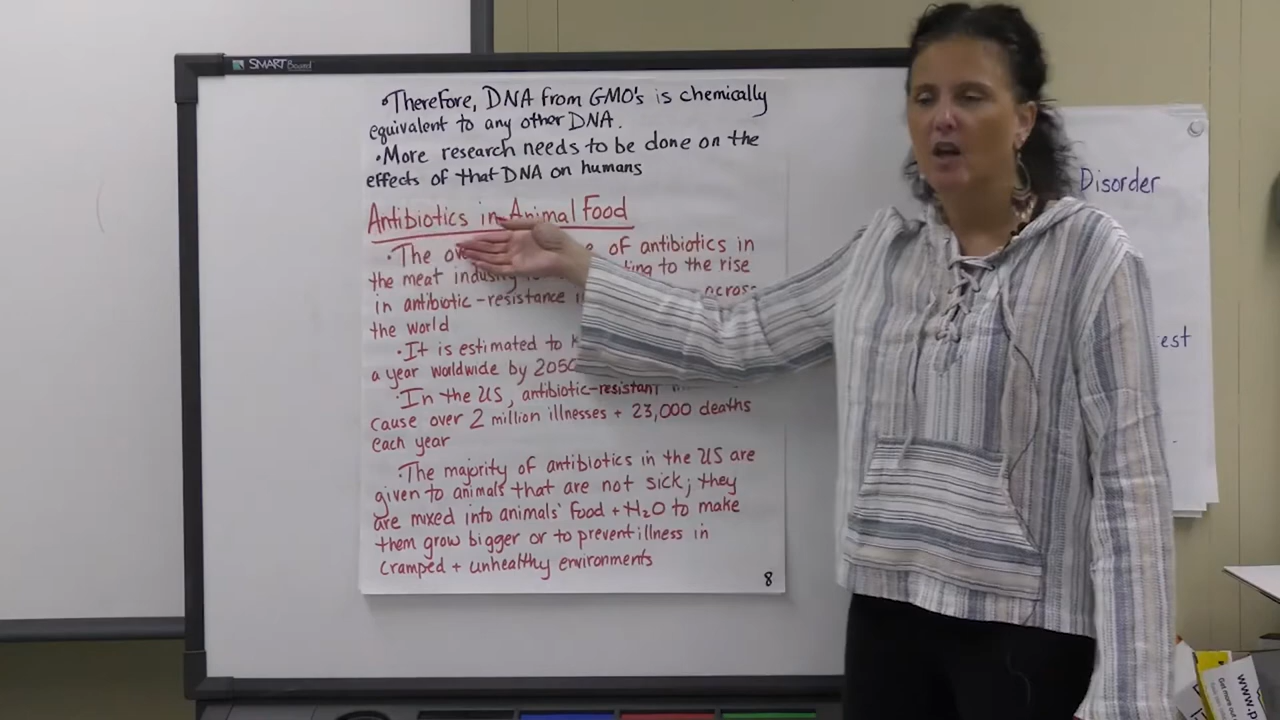 SMART Board
•Therefore, DNA from GMO's is chemically
equivalent to any other DNA.
•More research needs to be done on the
effects of that DNA on humans
Antibiotics in Animal Food
•The of antibiotics in
the meat industry to the rise
in antibiotic-resistance across
the world
•It is estimated to
a year worldwide by 2050
•In the US, antibiotic-resistant
cause over 2 million illnesses + 23,000 deaths
each year
•The majority of antibiotics in the US are
given to animals that are not sick; they
are mixed into animals' food + H₂O to make
them grow bigger or to prevent illness in
cramped + unhealthy environments
8
Disorder